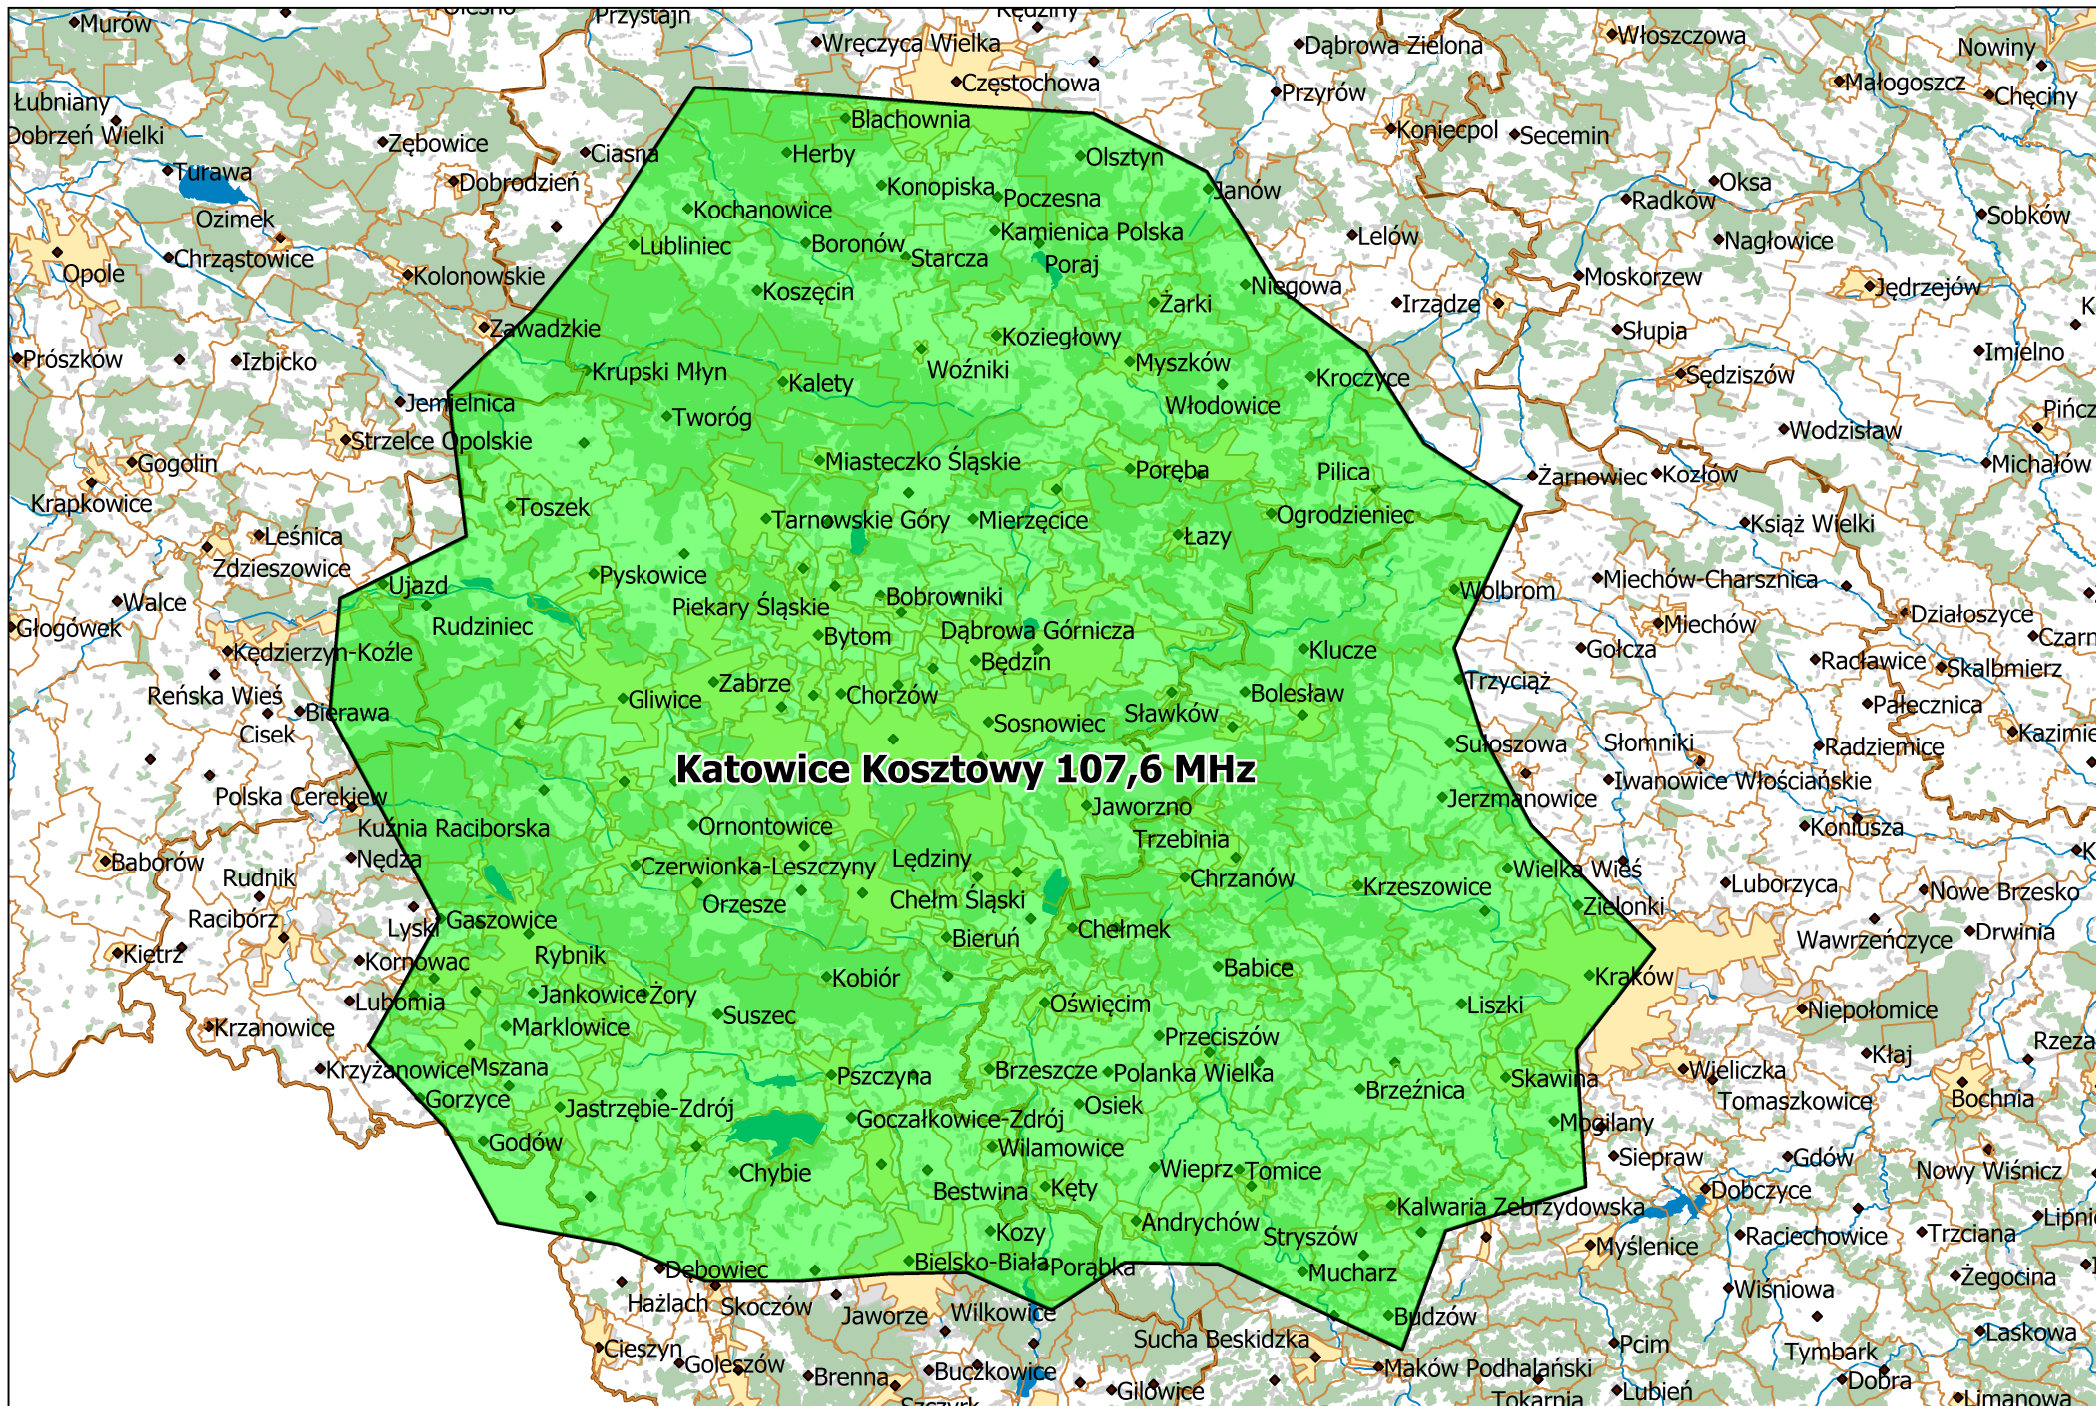 Murów
Przystajń
Wręczyca Wielka
Dąbrowa Zielona
Włoszczowa
Nowiny
Częstochowa
Przyrów
Małogoszcz
Chęciny
Łubniany
Dobrzeń Wielki
Zębowice
Ciasna
Blachownia
Herby
Olsztyn
Koniecpol
Secemin
Turawa
Dobrodzień
Konopiska
Poczesna
Janów
Oksa
Radków
Sobków
Ozimek
Kochanowice
Kamienica Polska
Lelów
Nagłowice
Opole
Chrząstowice
Lubliniec
Boronów
Starcza
Poraj
Kolonowskie
Koszęcin
Żarki
Niegowa
Irządze
Moskorzew
Jędrzejów
Zawadzkie
Koziegłowy
Słupia
Prószków
Izbicko
Krupski Młyn
Kalety
Woźniki
Myszków
Kroczyce
Sędziszów
Imielno
Jemielnica
Tworóg
Włodowice
Strzelce Opolskie
Wodzisław
Gogolin
Miasteczko Śląskie
Poręba
Pilica
Żarnowiec
Kozłów
Michałów
Krapkowice
Toszek
Tarnowskie Góry
Mierzęcice
Ogrodzieniec
Książ Wielki
Leśnica
Łazy
Zdzieszowice
Ujazd
Pyskowice
Wolbrom
Miechów-Charsznica
Walce
Rudziniec
Piekary Śląskie
Bobrowniki
Miechów
Działoszyce
Głogówek
Bytom
Dąbrowa Górnicza
Kędzierzyn-Koźle
Będzin
Klucze
Gołcza
Racławice
Skalbmierz
Reńska Wieś
Zabrze
Chorzów
Bolesław
Trzyciąż
Bierawa
Gliwice
Sosnowiec
Sławków
Pałecznica
Cisek
Sułoszowa
Słomniki
Radziemice
Katowice Kosztowy 107,6 MHz
Iwanowice Włościańskie
Polska Cerekiew
Jaworzno
Jerzmanowice
Kuźnia Raciborska
Ornontowice
Trzebinia
Koniusza
Baborów
Nędza
Czerwionka-Leszczyny
Lędziny
Wielka Wieś
Rudnik
Orzesze
Chełm Śląski
Chrzanów
Krzeszowice
Luborzyca
Nowe Brzesko
Racibórz
Lyski
Gaszowice
Zielonki
Kietrz
Rybnik
Bieruń
Chełmek
Wawrzeńczyce
Drwinia
Kornowac
Kobiór
Babice
Kraków
Lubomia
Jankowice
Żory
Suszec
Oświęcim
Liszki
Niepołomice
Krzanowice
Marklowice
Przeciszów
Kłaj
Krzyżanowice
Mszana
Pszczyna
Brzeszcze
Polanka Wielka
Brzeźnica
Skawina
Wieliczka
Gorzyce
Jastrzębie-Zdrój
Goczałkowice-Zdrój
Osiek
Tomaszkowice
Bochnia
Godów
Wilamowice
Mogilany
Chybie
Wieprz
Tomice
Siepraw
Gdów
Nowy Wiśnicz
Bestwina
Kęty
Kalwaria Zebrzydowska
Dobczyce
Kozy
Andrychów
Stryszów
Raciechowice
Trzciana
Bielsko-Biała
Porąbka
Mucharz
Myślenice
Dębowiec
Żegocina
Hażlach
Skoczów
Jaworze
Wilkowice
Budzów
Wiśniowa
Cieszyn
Sucha Beskidzka
Pcim
Tymbark
Laskowa
Goleszów
Brenna
Buczkowice
Gilowice
Maków Podhalański
Tokarnia
Lubień
Dobra
Limanowa